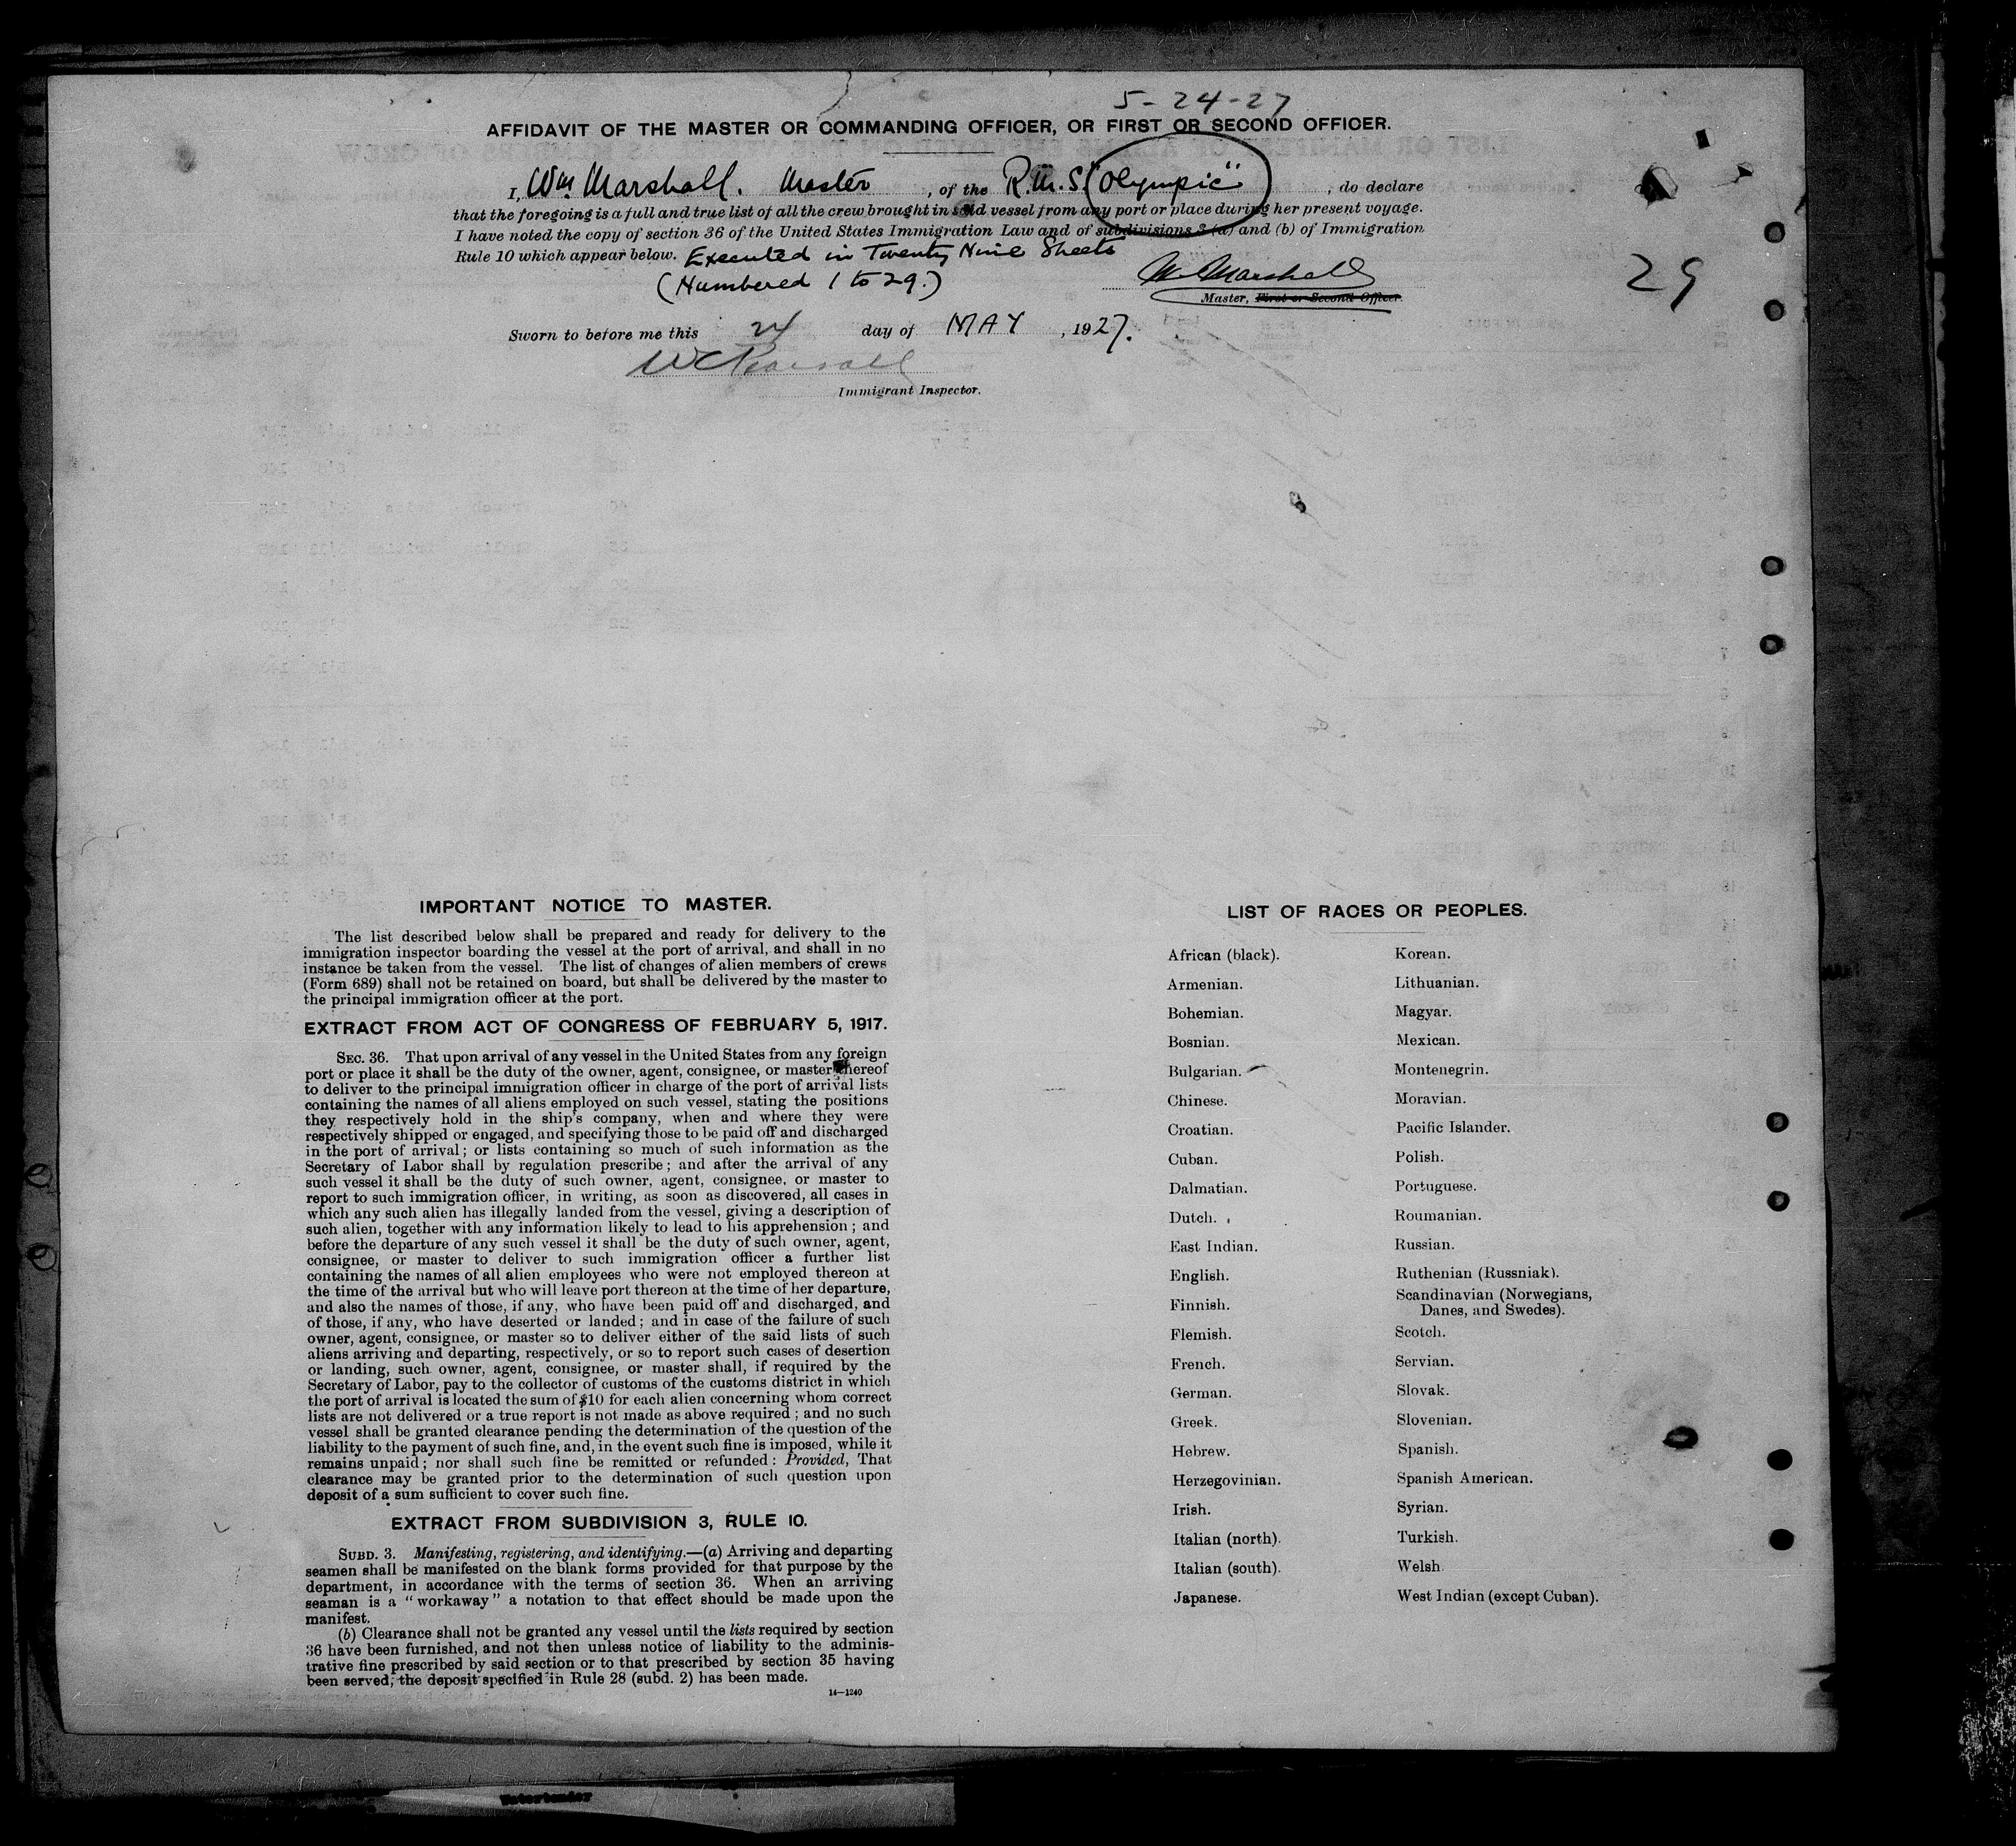 5-24-27
AFFIDAVIT OF THE MASTER OR COMMANDING OFFICER, OR FIRST OR SECOND OFFICER.
I, Wm Marshall. Master , of the R.M.S. "Olympic" , do declare
that the foregoing is a full and true list of all the crew brought in said vessel from any port or place during her present voyage.
I have noted the copy of section 36 of the United States Immigration Law and of subdivisions 3 (a) and (b) of Immigration
Rule 10 which appear below. Executed in Twenty Nine Sheets
(Numbered 1 to 29.)
W. Marshall
29
Master, First or Second Officer.
Sworn to before me this 24 day of MAY , 1927.
Immigrant Inspector.
IMPORTANT NOTICE TO MASTER.
The list described below shall be prepared and ready for delivery to the
immigration inspector boarding the vessel at the port of arrival, and shall in no
instance be taken from the vessel. The list of changes of alien members of crews
(Form 689) shall not be retained on board, but shall be delivered by the master to
the principal immigration officer at the port.
EXTRACT FROM ACT OF CONGRESS OF FEBRUARY 5, 1917.
SEC. 36. That upon arrival of any vessel in the United States from any foreign
port or place it shall be the duty of the owner, agent, consignee, or master thereof
to deliver to the principal immigration officer in charge of the port of arrival lists
containing the names of all aliens employed on such vessel, stating the positions
they respectively hold in the ship's company, when and where they were
respectively shipped or engaged, and specifying those to be paid off and discharged
in the port of arrival; or lists containing so much of such information as the
Secretary of Labor shall by regulation prescribe; and after the arrival of any
such vessel it shall be the duty of such owner, agent, consignee, or master to
report to such immigration officer, in writing, as soon as discovered, all cases in
which any such alien has illegally landed from the vessel, giving a description of
such alien, together with any information likely to lead to his apprehension; and
before the departure of any such vessel it shall be the duty of such owner, agent,
consignee, or master to deliver to such immigration officer a further list
containing the names of all alien employees who were not employed thereon at
the time of the arrival but who will leave port thereon at the time of her departure,
and also the names of those, if any, who have been paid off and discharged, and
of those, if any, who have deserted or landed; and in case of the failure of such
owner, agent, consignee, or master so to deliver either of the said lists of such
aliens arriving and departing, respectively, or so to report such cases of desertion
or landing, such owner, agent, consignee, or master shall, if required by the
Secretary of Labor, pay to the collector of customs of the customs district in which
the port of arrival is located the sum of $10 for each alien concerning whom correct
lists are not delivered or a true report is not made as above required; and no such
vessel shall be granted clearance pending the determination of the question of the
liability to the payment of such fine, and, in the event such fine is imposed, while it
remains unpaid; nor shall such fine be remitted or refunded: Provided, That
clearance may be granted prior to the determination of such question upon
deposit of a sum sufficient to cover such fine.
EXTRACT FROM SUBDIVISION 3, RULE 10.
SUBD. 3. Manifesting, registering, and identifying.—(a) Arriving and departing
seamen shall be manifested on the blank forms provided for that purpose by the
department, in accordance with the terms of section 36. When an arriving
seaman is a "workaway" a notation to that effect should be made upon the
manifest.
(b) Clearance shall not be granted any vessel until the lists required by section
36 have been furnished, and not then unless notice of liability to the adminis-
trative fine prescribed by said section or to that prescribed by section 35 having
been served, the deposit specified in Rule 28 (subd. 2) has been made.
14—1240
LIST OF RACES OR PEOPLES.
African (black).
Armenian.
Bohemian.
Bosnian.
Bulgarian.
Chinese.
Croatian.
Cuban.
Dalmatian.
Dutch.
East Indian.
English.
Finnish.
Flemish.
French.
German.
Greek.
Hebrew.
Herzegovinian.
Irish.
Italian (north).
Italian (south).
Japanese.
Korean.
Lithuanian.
Magyar.
Mexican.
Montenegrin.
Moravian.
Pacific Islander.
Polish.
Portuguese.
Roumanian.
Russian.
Ruthenian (Russniak).
Scandinavian (Norwegians,
Danes, and Swedes).
Scotch.
Servian.
Slovak.
Slovenian.
Spanish.
Spanish American.
Syrian.
Turkish.
Welsh.
West Indian (except Cuban).